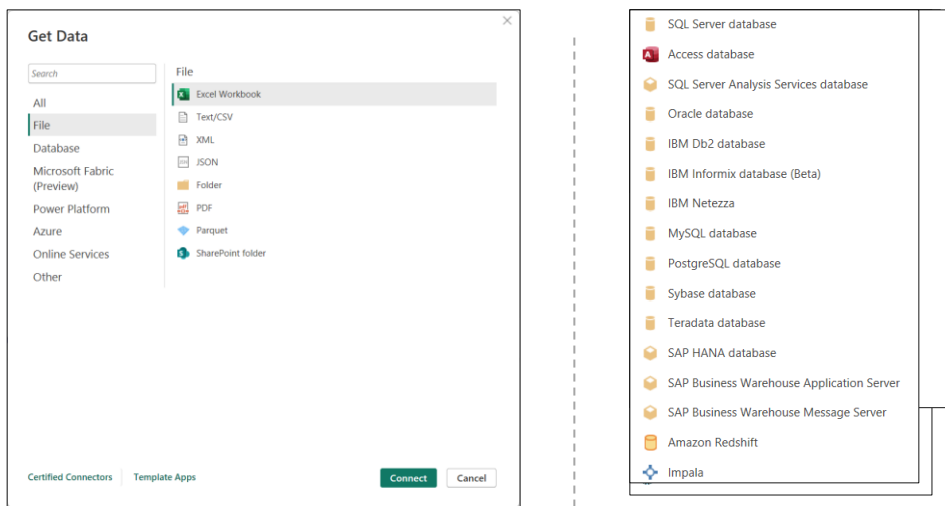 Get Data
Search
All
File
Database
Microsoft Fabric
(Preview)
Power Platform
Azure
Online Services
Other
File
Excel Workbook
Text/CSV
XML
JSON
Folder
PDF
Parquet
SharePoint folder
Certified Connectors
Template Apps
Connect
Cancel
SQL Server database
Access database
SQL Server Analysis Services database
Oracle database
IBM Db2 database
IBM Informix database (Beta)
IBM Netezza
MySQL database
PostgreSQL database
Sybase database
Teradata database
SAP HANA database
SAP Business Warehouse Application Server
SAP Business Warehouse Message Server
Amazon Redshift
Impala